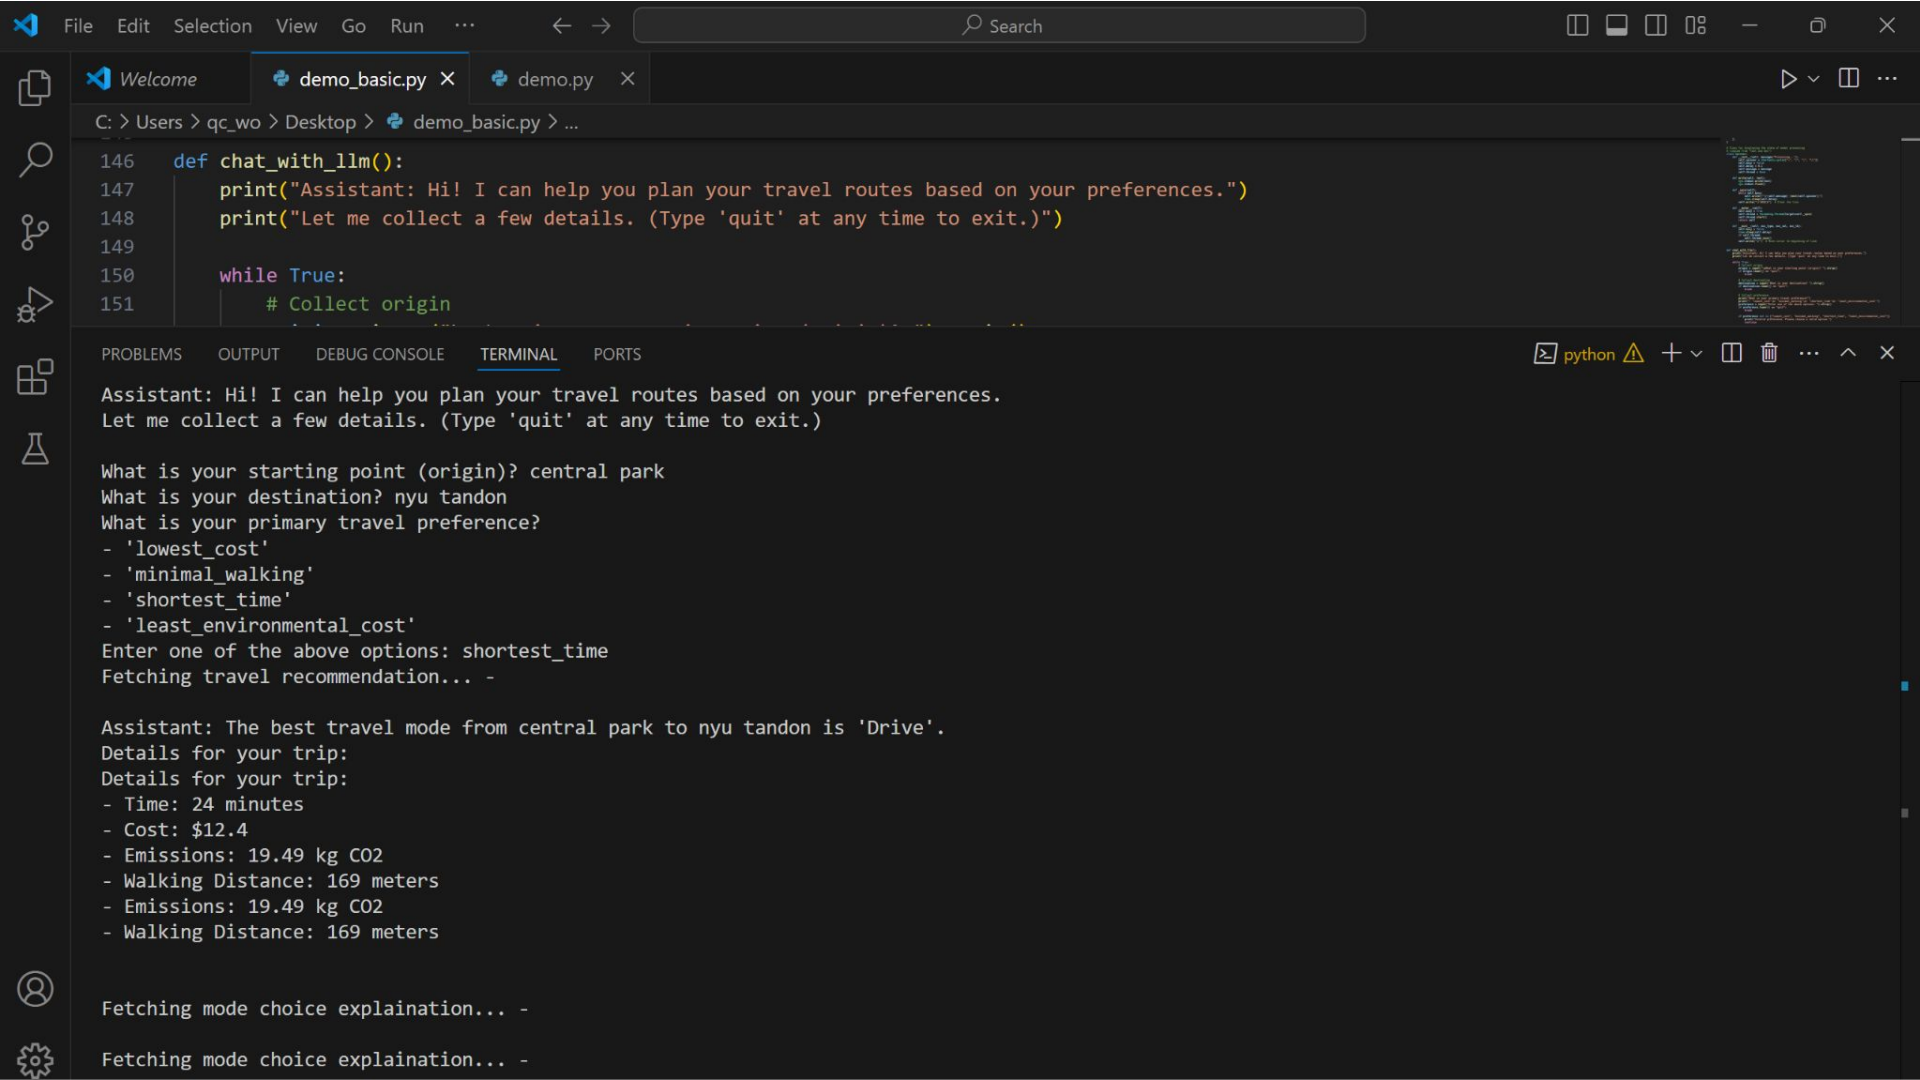 File Edit Selection View Go Run ... Search
Welcome demo_basic.py demo.py
C: > Users > qc_wo > Desktop > demo_basic.py > ...
146 def chat_with_llm():
147 print("Assistant: Hi! I can help you plan your travel routes based on your preferences.")
148 print("Let me collect a few details. (Type 'quit' at any time to exit.)")
149
150 while True:
151 # Collect origin
PROBLEMS OUTPUT DEBUG CONSOLE TERMINAL PORTS python
Assistant: Hi! I can help you plan your travel routes based on your preferences.
Let me collect a few details. (Type 'quit' at any time to exit.)
What is your starting point (origin)? central park
What is your destination? nyu tandon
What is your primary travel preference?
- 'lowest_cost'
- 'minimal_walking'
- 'shortest_time'
- 'least_environmental_cost'
Enter one of the above options: shortest_time
Fetching travel recommendation... -
Assistant: The best travel mode from central park to nyu tandon is 'Drive'.
Details for your trip:
Details for your trip:
- Time: 24 minutes
- Cost: $12.4
- Emissions: 19.49 kg CO2
- Walking Distance: 169 meters
- Emissions: 19.49 kg CO2
- Walking Distance: 169 meters
Fetching mode choice explaination... -
Fetching mode choice explaination... -